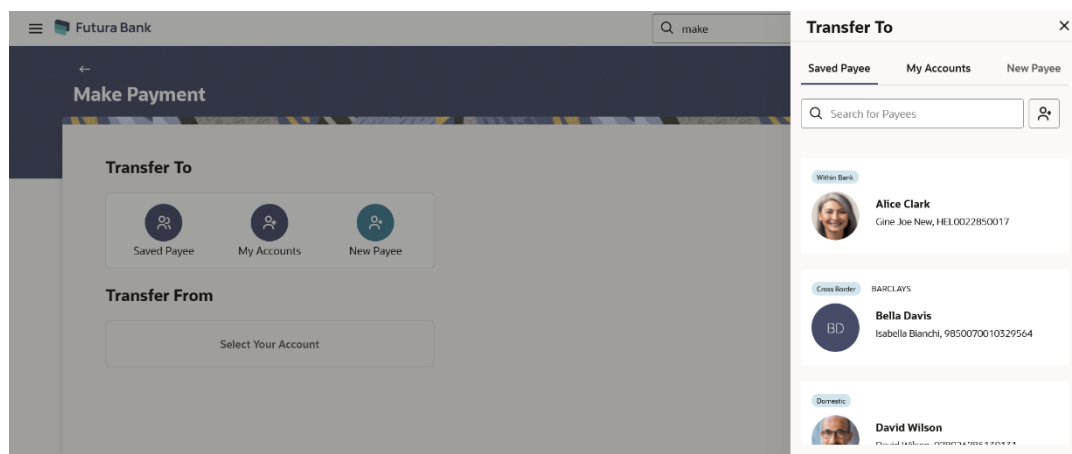 Futura Bank
make
Make Payment
Transfer To
Saved Payee
My Accounts
New Payee
Transfer From
Select Your Account
Transfer To
Saved Payee
My Accounts
New Payee
Search for Payees
Within Bank
Alice Clark
Gine Joe New, HEL0022850017
Cross Border BARCLAYS
BD
Bella Davis
Isabella Bianchi, 9850070010329564
Domestic
David Wilson
David Wilson,